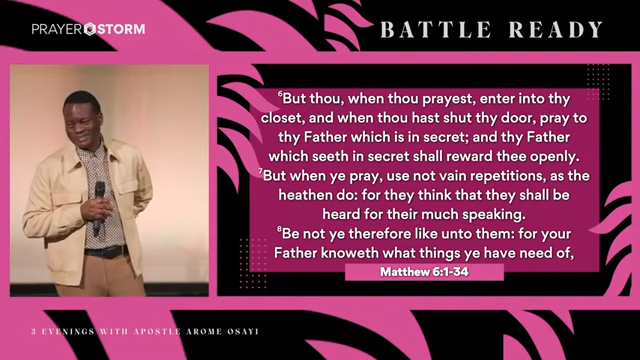 PRAYER STORM
BATTLE READY
⁶But thou, when thou prayest, enter into thy
closet, and when thou hast shut thy door, pray to
thy Father which is in secret; and thy Father
which seeth in secret shall reward thee openly.
⁷But when ye pray, use not vain repetitions, as the
heathen do: for they think that they shall be
heard for their much speaking.
⁸Be not ye therefore like unto them: for your
Father knoweth what things ye have need of,
Matthew 6:1-34
3 EVENINGS WITH APOSTLE AROME OSAYI